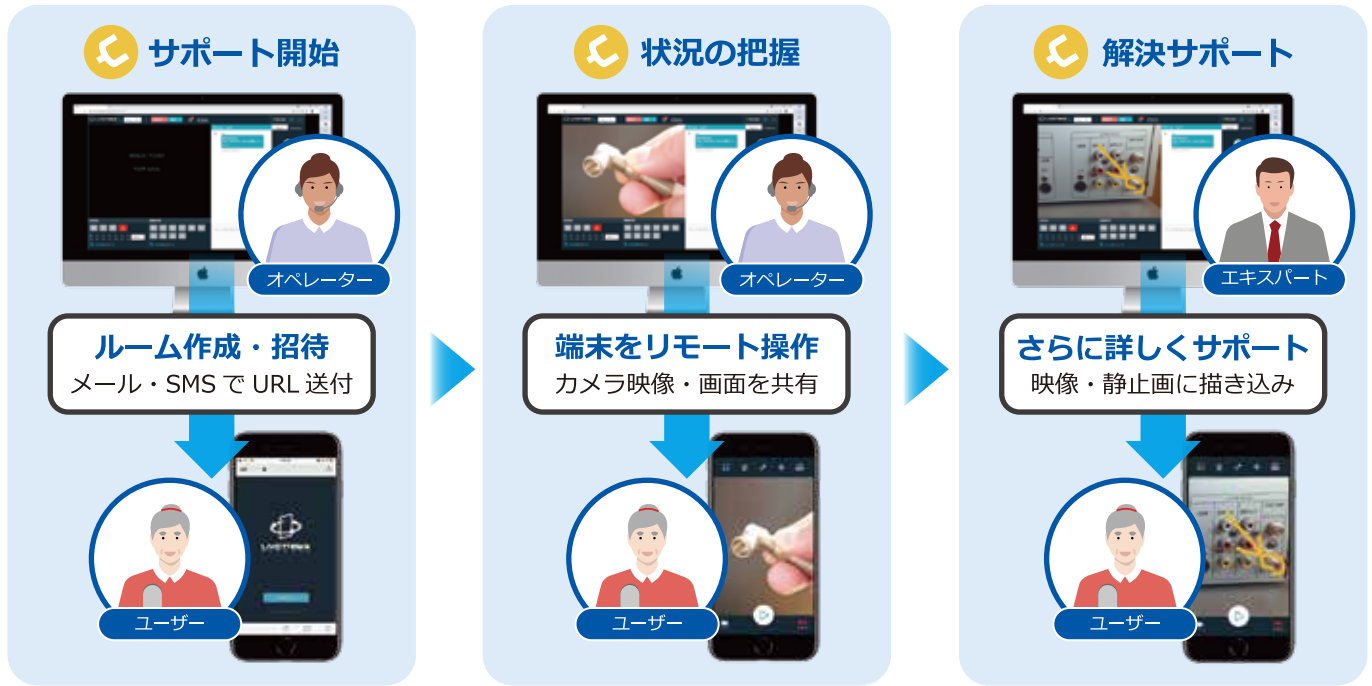 サポート開始
オペレーター
ルーム作成・招待
メール・SMSでURL送付
ユーザー
状況の把握
オペレーター
端末をリモート操作
カメラ映像・画面を共有
ユーザー
解決サポート
エキスパート
さらに詳しくサポート
映像・静止画に描き込み
ユーザー